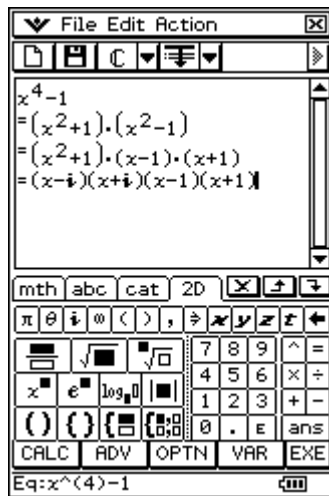 File Edit Action
ℂ
x⁴-1
=(x²+1)·(x²-1)
=(x²+1)·(x-1)·(x+1)
=(x-i)(x+i)(x-1)(x+1)
mth abc cat 2D
π θ i ∞ ( ) , ⇒ x y z t ←
√■ ⁿ√□ 7 8 9 ^ =
x■ e■ log■□ |■| 4 5 6 × ÷
1 2 3 + -
() {} {■ {■;■ 0 . E ans
CALC ADV OPTN VAR EXE
Eq:x^(4)-1